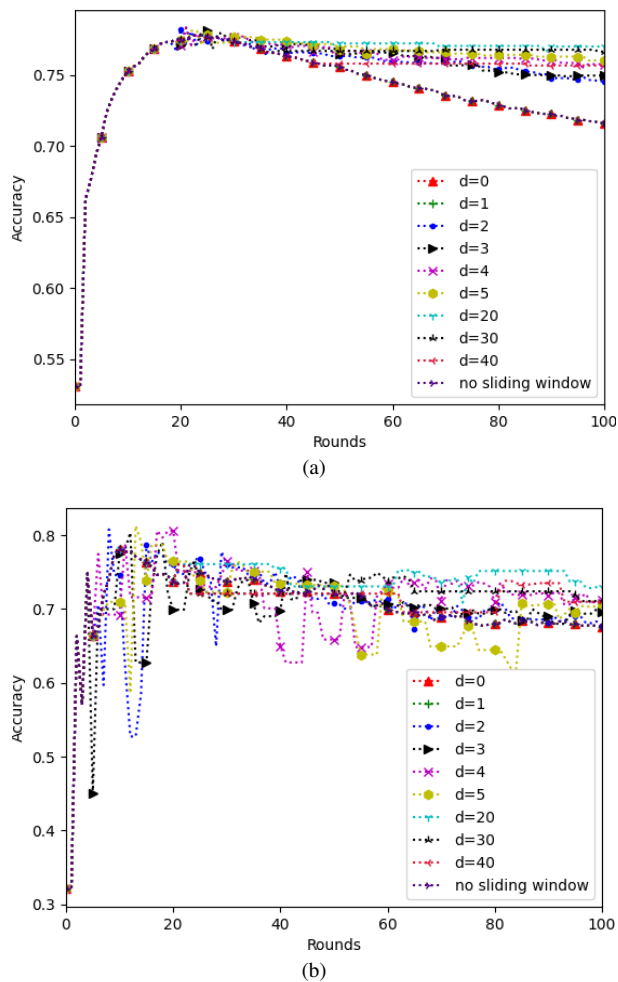 0.75
0.70
0.65
0.60
0.55
Accuracy
d=0
d=1
d=2
d=3
d=4
d=5
d=20
d=30
d=40
no sliding window
0 20 40 60 80 100
Rounds
(a)
0.8
0.7
0.6
0.5
0.4
0.3
Accuracy
d=0
d=1
d=2
d=3
d=4
d=5
d=20
d=30
d=40
no sliding window
0 20 40 60 80 100
Rounds
(b)